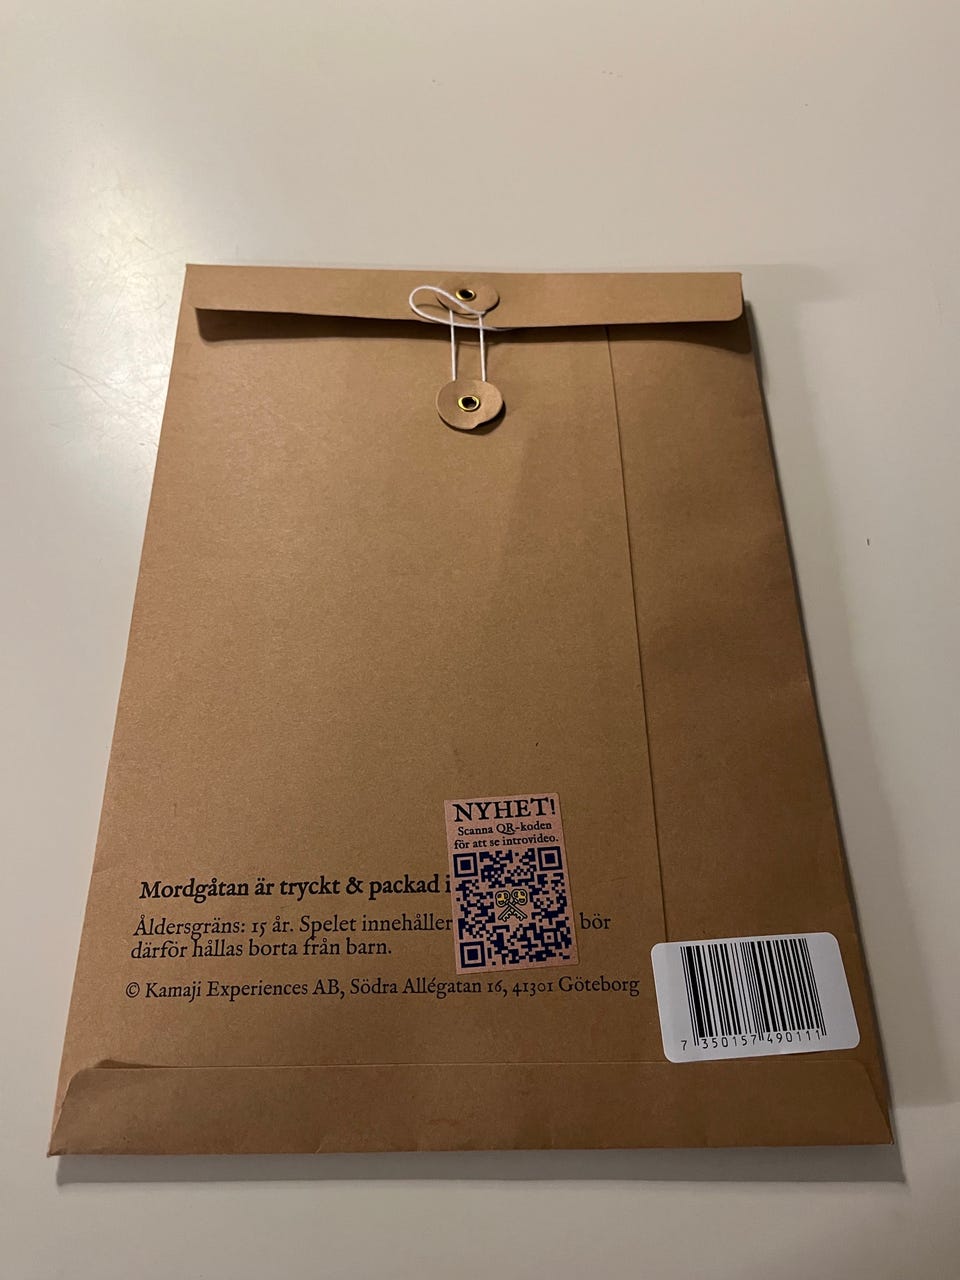 NYHET!
Scanna QR-koden
för att se introvideo.
Mordgåtan är tryckt & packad i
Åldersgräns: 15 år. Spelet innehåller bör
därför hållas borta från barn.
© Kamaji Experiences AB, Södra Allégatan 16, 41301 Göteborg
7 350157 490111